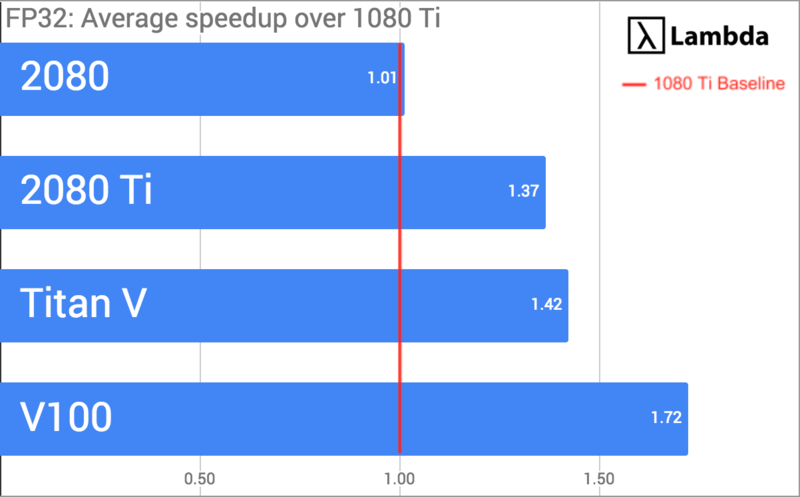 FP32: Average speedup over 1080 Ti
λ Lambda
1080 Ti Baseline
2080
1.01
2080 Ti
1.37
Titan V
1.42
V100
1.72
0.50
1.00
1.50